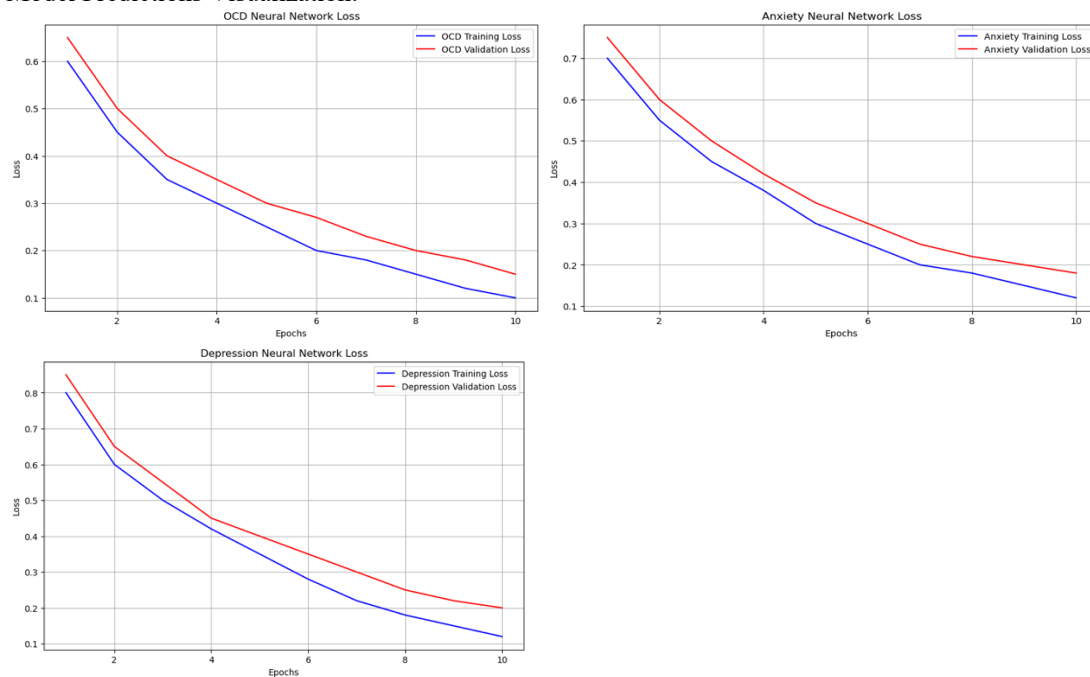 Model Predictions Visualization:
OCD Neural Network Loss
OCD Training Loss
OCD Validation Loss
0.6
0.5
0.4
0.3
0.2
0.1
Loss
2
4
6
8
10
Epochs
Anxiety Neural Network Loss
Anxiety Training Loss
Anxiety Validation Loss
0.7
0.6
0.5
0.4
0.3
0.2
0.1
Loss
2
4
6
8
10
Epochs
Depression Neural Network Loss
Depression Training Loss
Depression Validation Loss
0.8
0.7
0.6
0.5
0.4
0.3
0.2
0.1
Loss
2
4
6
8
10
Epochs